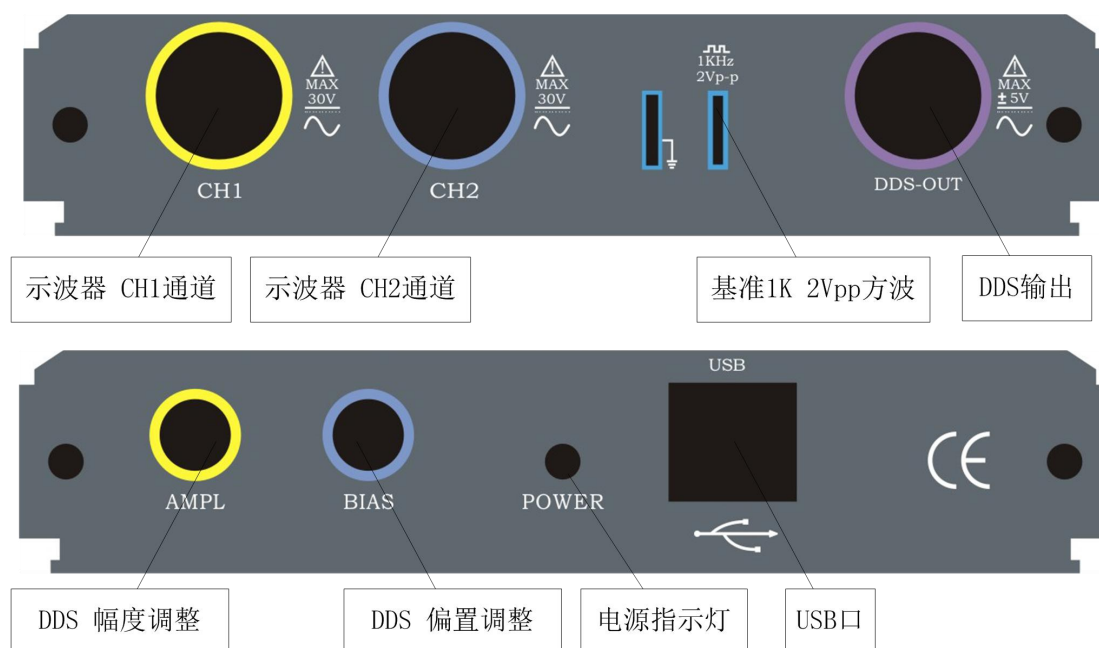 1KHz
2Vp-p
MAX
30V
MAX
30V
MAX
± 5V
CH1
CH2
DDS-OUT
示波器 CH1通道
示波器 CH2通道
基准1K 2Vpp方波
DDS输出
USB
AMPL
BIAS
POWER
CE
DDS 幅度调整
DDS 偏置调整
电源指示灯
USB口